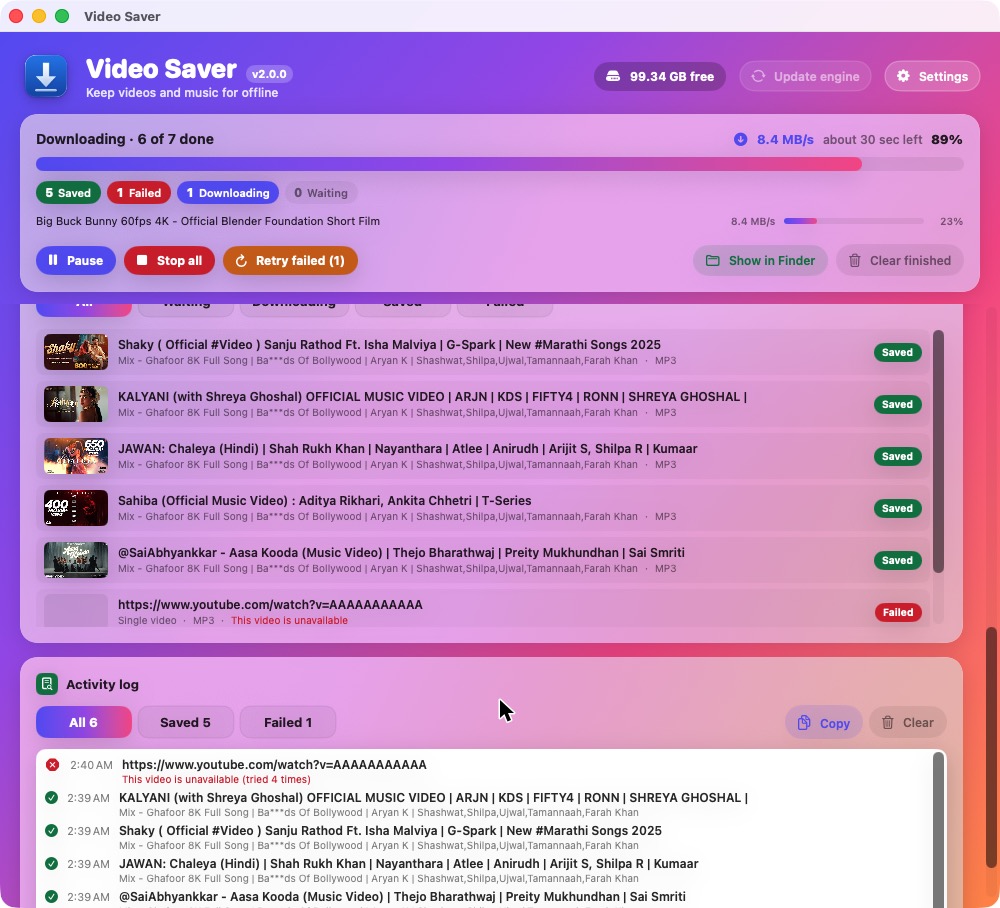 Video Saver
Video Saver v2.0.0
Keep videos and music for offline
99.34 GB free
Update engine
Settings
Downloading · 6 of 7 done
8.4 MB/s about 30 sec left 89%
5 Saved 1 Failed 1 Downloading 0 Waiting
Big Buck Bunny 60fps 4K - Official Blender Foundation Short Film
8.4 MB/s 23%
Pause Stop all Retry failed (1)
Show in Finder Clear finished
All Waiting Downloading Saved Failed
Shaky ( Official #Video ) Sanju Rathod Ft. Isha Malviya | G-Spark | New #Marathi Songs 2025
Mix - Ghafoor 8K Full Song | Ba***ds Of Bollywood | Aryan K | Shashwat,Shilpa,Ujwal,Tamannaah,Farah Khan · MP3
Saved
KALYANI (with Shreya Ghoshal) OFFICIAL MUSIC VIDEO | ARJN | KDS | FIFTY4 | RONN | SHREYA GHOSHAL |
Mix - Ghafoor 8K Full Song | Ba***ds Of Bollywood | Aryan K | Shashwat,Shilpa,Ujwal,Tamannaah,Farah Khan · MP3
Saved
JAWAN: Chaleya (Hindi) | Shah Rukh Khan | Nayanthara | Atlee | Anirudh | Arijit S, Shilpa R | Kumaar
Mix - Ghafoor 8K Full Song | Ba***ds Of Bollywood | Aryan K | Shashwat,Shilpa,Ujwal,Tamannaah,Farah Khan · MP3
Saved
Sahiba (Official Music Video) : Aditya Rikhari, Ankita Chhetri | T-Series
Mix - Ghafoor 8K Full Song | Ba***ds Of Bollywood | Aryan K | Shashwat,Shilpa,Ujwal,Tamannaah,Farah Khan · MP3
Saved
@SaiAbhyankkar - Aasa Kooda (Music Video) | Thejo Bharathwaj | Preity Mukhundhan | Sai Smriti
Mix - Ghafoor 8K Full Song | Ba***ds Of Bollywood | Aryan K | Shashwat,Shilpa,Ujwal,Tamannaah,Farah Khan · MP3
Saved
https://www.youtube.com/watch?v=AAAAAAAAAAA
Single video · MP3 · This video is unavailable
Failed
Activity log
All 6 Saved 5 Failed 1
Copy Clear
2:40 AM https://www.youtube.com/watch?v=AAAAAAAAAAA
This video is unavailable (tried 4 times)
2:39 AM KALYANI (with Shreya Ghoshal) OFFICIAL MUSIC VIDEO | ARJN | KDS | FIFTY4 | RONN | SHREYA GHOSHAL |
Mix - Ghafoor 8K Full Song | Ba***ds Of Bollywood | Aryan K | Shashwat,Shilpa,Ujwal,Tamannaah,Farah Khan
2:39 AM Shaky ( Official #Video ) Sanju Rathod Ft. Isha Malviya | G-Spark | New #Marathi Songs 2025
Mix - Ghafoor 8K Full Song | Ba***ds Of Bollywood | Aryan K | Shashwat,Shilpa,Ujwal,Tamannaah,Farah Khan
2:39 AM JAWAN: Chaleya (Hindi) | Shah Rukh Khan | Nayanthara | Atlee | Anirudh | Arijit S, Shilpa R | Kumaar
Mix - Ghafoor 8K Full Song | Ba***ds Of Bollywood | Aryan K | Shashwat,Shilpa,Ujwal,Tamannaah,Farah Khan
2:39 AM @SaiAbhyankkar - Aasa Kooda (Music Video) | Thejo Bharathwaj | Preity Mukhundhan | Sai Smriti